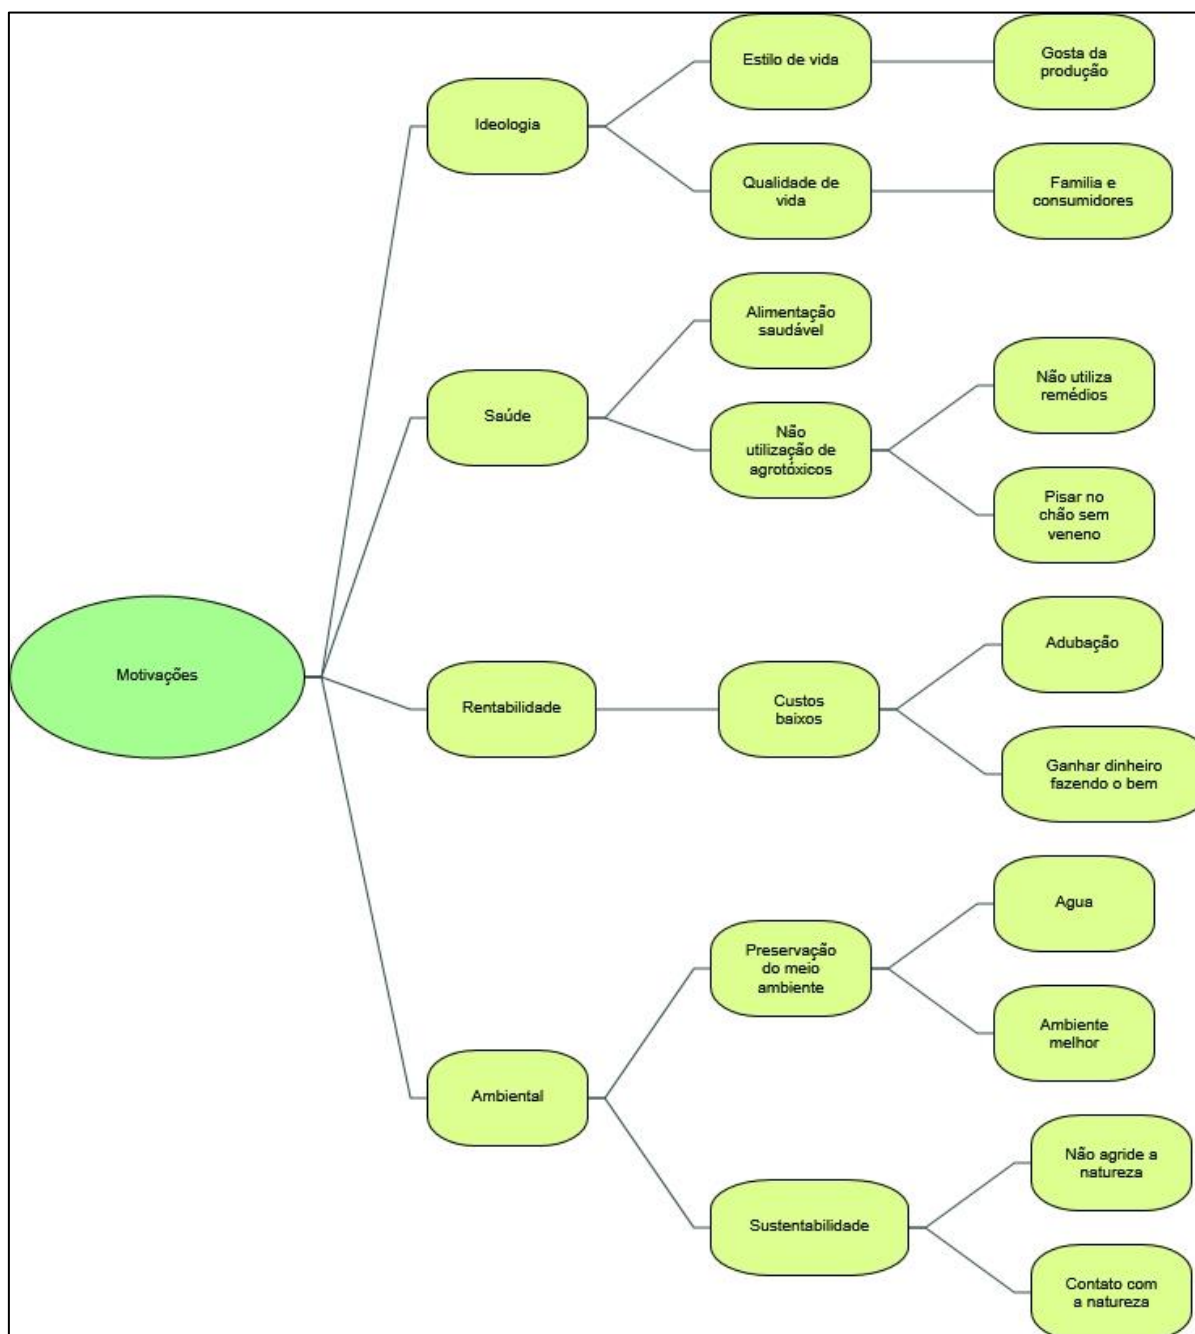 Estilo de vida
Gosta da
produção
Ideologia
Qualidade de
vida
Familia e
consumidores
Alimentação
saudável
Não utiliza
remédios
Saúde
Não
utilização de
agrotóxicos
Pisar no
chão sem
veneno
Motivações
Adubação
Rentabilidade
Custos
baixos
Ganhar dinheiro
fazendo o bem
Agua
Preservação
do meio
ambiente
Ambiente
melhor
Ambiental
Não agride a
natureza
Sustentabilidade
Contato com
a natureza